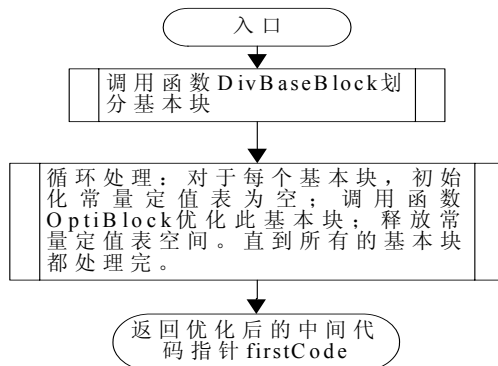 入口
调用函数DivBaseBlock划
分基本块
循环处理：对于每个基本块，初始
化常量定值表为空；调用函数
OptiBlock优化此基本块；释放常
量定值表空间。直到所有的基本块
都处理完。
返回优化后的中间代
码指针firstCode